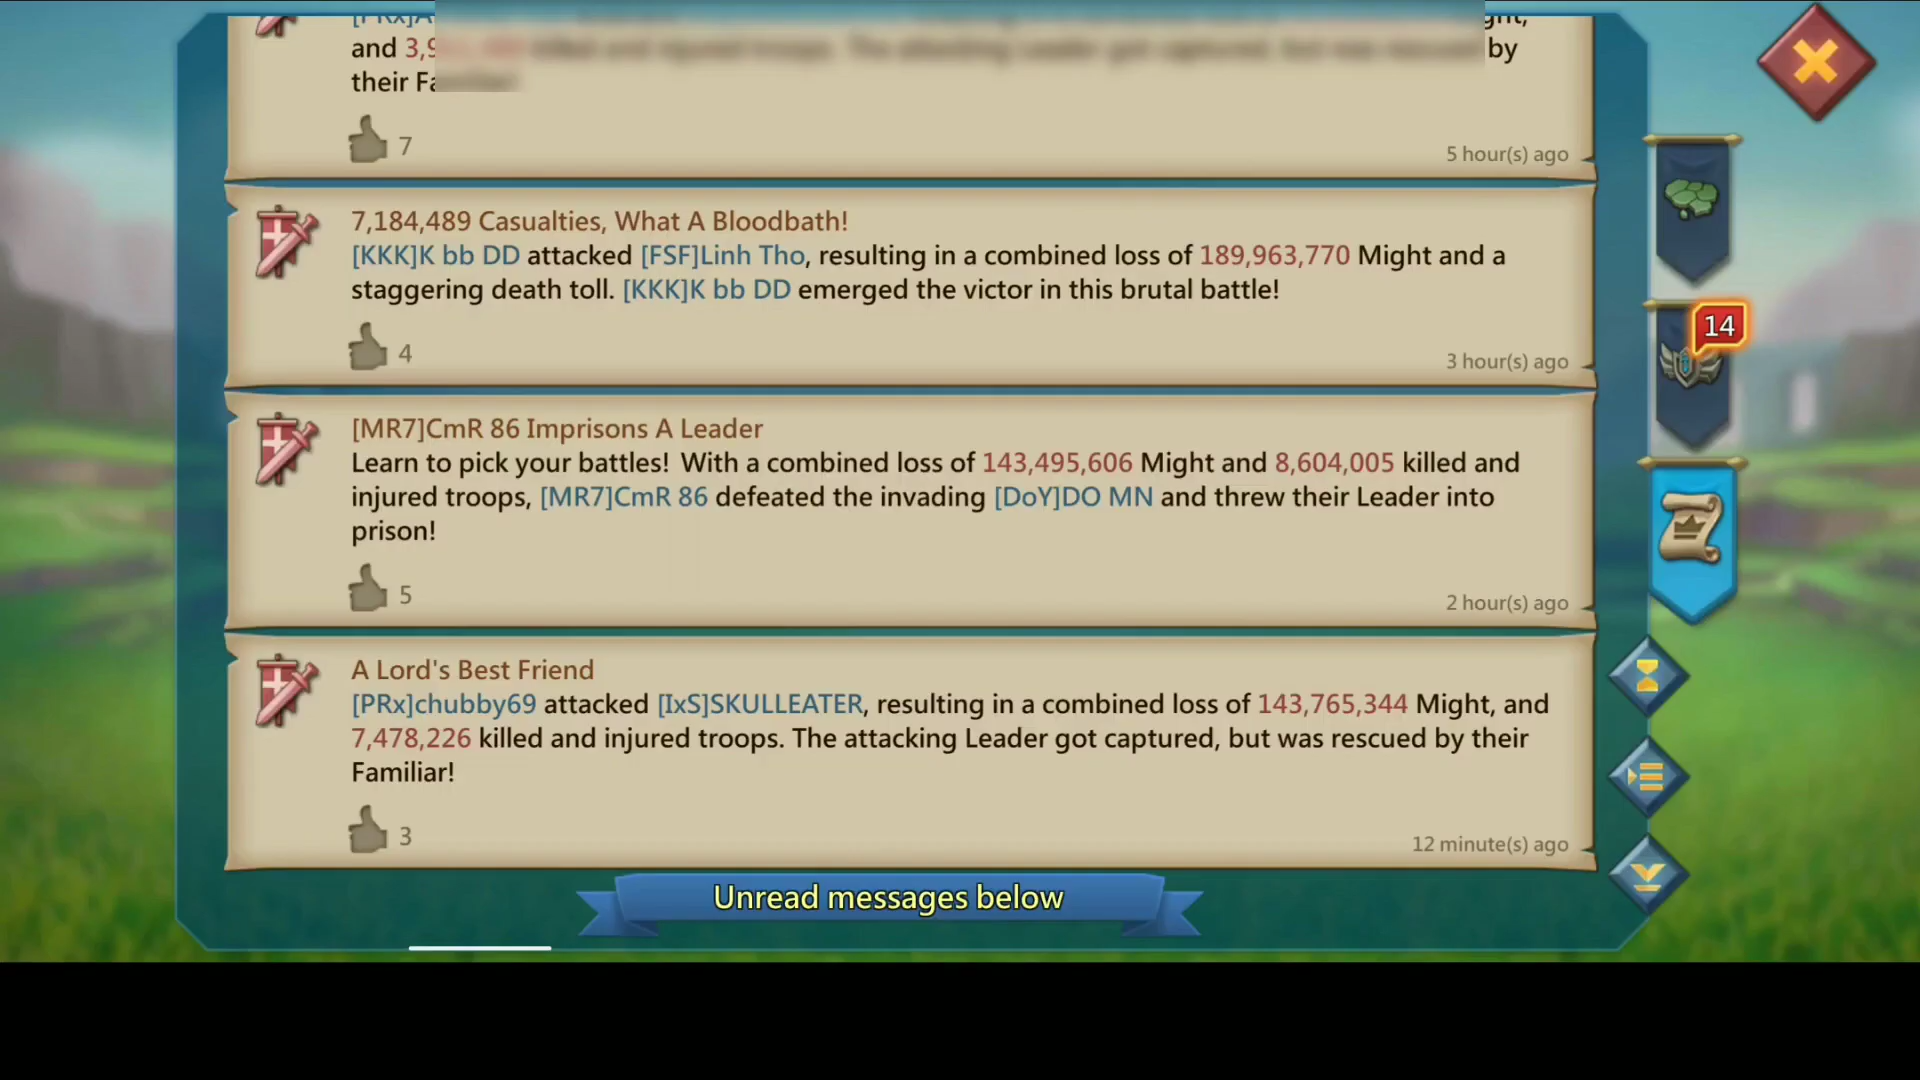 and
by
their
7
5 hour(s) ago
7,184,489 Casualties, What A Bloodbath!
[KKK]K bb DD attacked [FSF]Linh Tho, resulting in a combined loss of 189,963,770 Might and a
staggering death toll. [KKK]K bb DD emerged the victor in this brutal battle!
4
3 hour(s) ago
14
[MR7]CmR 86 Imprisons A Leader
Learn to pick your battles! With a combined loss of 143,495,606 Might and 8,604,005 killed and
injured troops, [MR7]CmR 86 defeated the invading [DoY]DO MN and threw their Leader into
prison!
5
2 hour(s) ago
A Lord's Best Friend
[PRx]chubby69 attacked [IxS]SKULLEATER, resulting in a combined loss of 143,765,344 Might, and
7,478,226 killed and injured troops. The attacking Leader got captured, but was rescued by their
Familiar!
3
12 minute(s) ago
Unread messages below